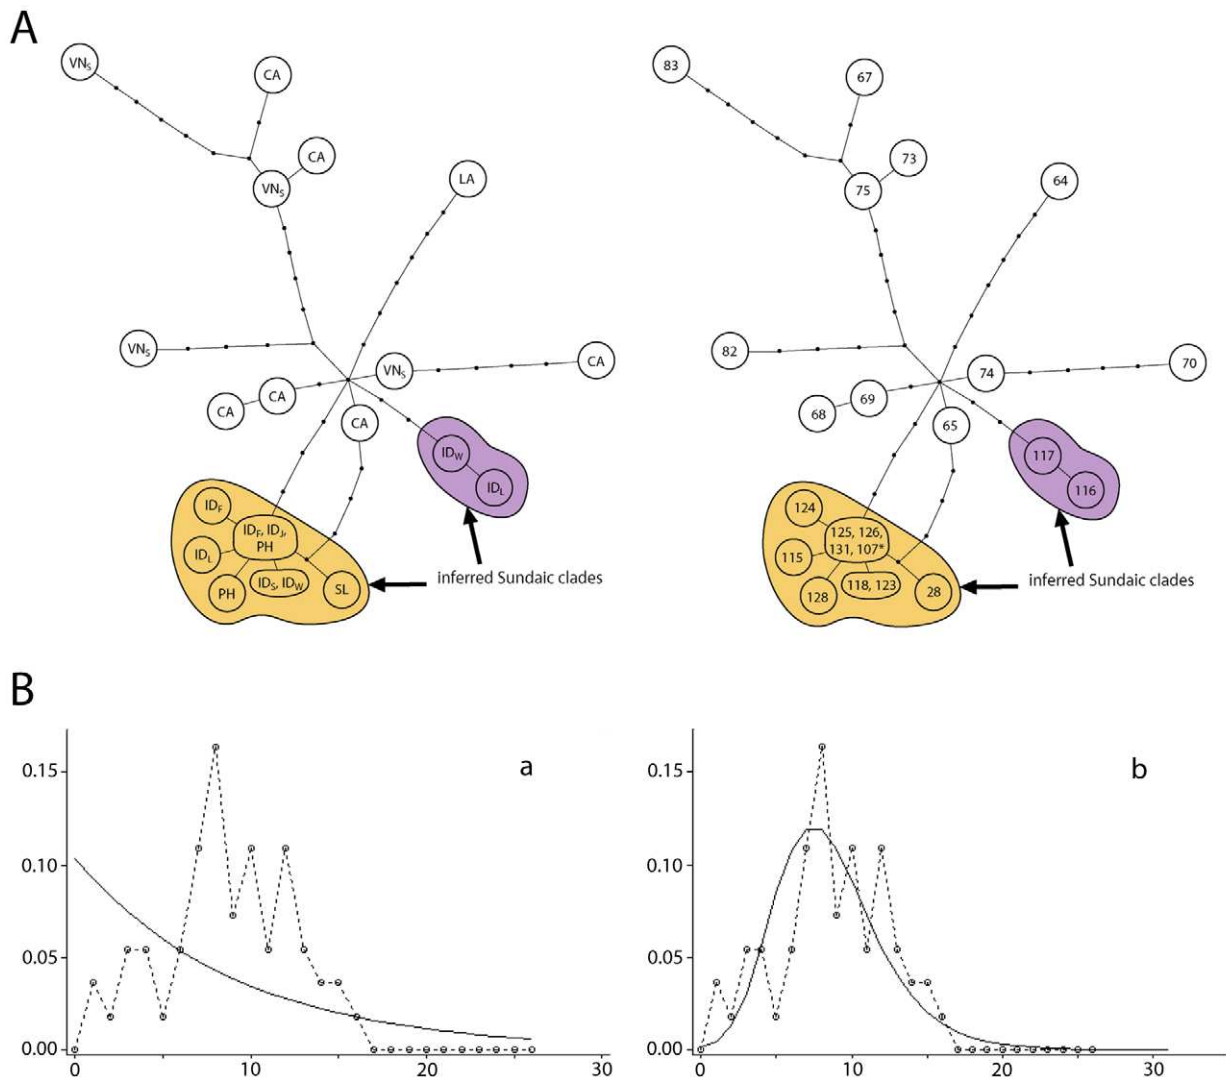 A
VNS
CA
CA
VNS
LA
VNS
VNS
CA
CA
CA
CA
IDW
IDL
IDF
IDF, IDJ,
PH
IDL
PH
IDS, IDW
SL
inferred Sundaic clades
83
67
73
75
64
82
74
70
69
68
65
117
116
124
125, 126,
131, 107*
115
128
118, 123
28
inferred Sundaic clades
B
a
0.15
0.10
0.05
0.00
0
10
20
30
b
0.15
0.10
0.05
0.00
0
10
20
30